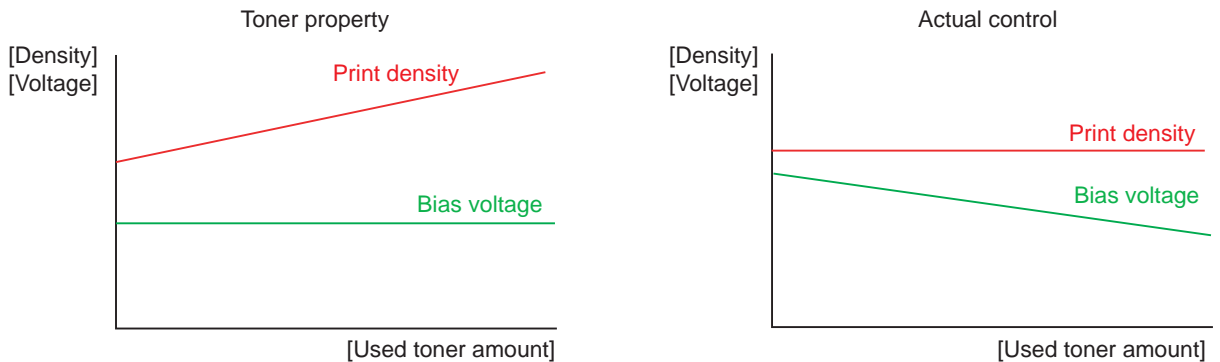 Toner property
[Density]
[Voltage]
Print density
Bias voltage
[Used toner amount]
Actual control
[Density]
[Voltage]
Print density
Bias voltage
[Used toner amount]